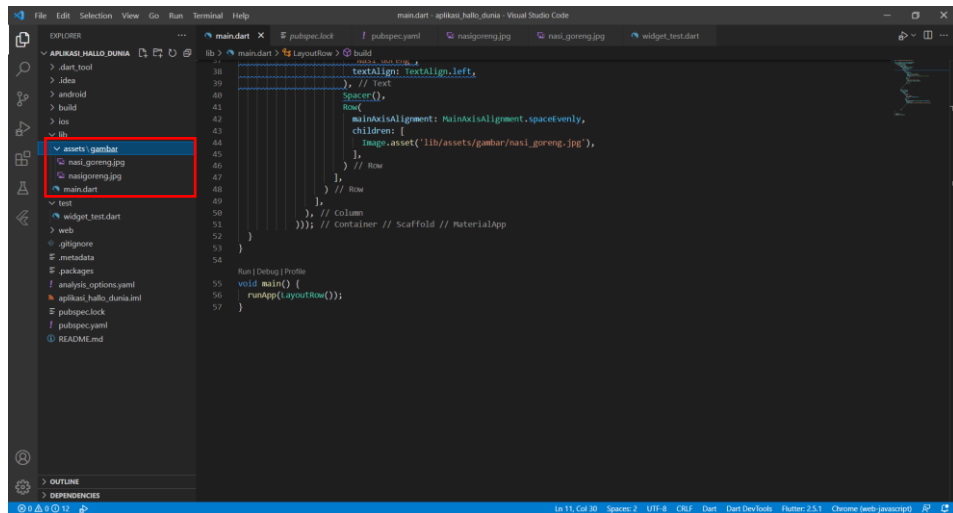 File Edit Selection View Go Run Terminal Help
main.dart - aplikasi_hallo_dunia - Visual Studio Code
EXPLORER
main.dart
pubspec.lock
pubspec.yaml
nasigoreng.jpg
nasi_goreng.jpg
widget_test.dart
APLIKASI_HALLO_DUNIA
lib > main.dart > LayoutRow > build
.dart_tool
.idea
android
build
ios
lib
assets \ gambar
nasi_goreng.jpg
nasigoreng.jpg
main.dart
test
widget_test.dart
web
.gitignore
.metadata
.packages
analysis_options.yaml
aplikasi_hallo_dunia.iml
pubspec.lock
pubspec.yaml
README.md
OUTLINE
DEPENDENCIES
37 'Nasi Goreng',
38 textAlign: TextAlign.left,
39 ), // Text
40 Spacer(),
41 Row(
42 mainAxisAlignment: MainAxisAlignment.spaceEvenly,
43 children: [
44 Image.asset('lib/assets/gambar/nasi_goreng.jpg'),
45 ],
46 ) // Row
47 ],
48 ) // Row
49 ],
50 ), // Column
51 ))); // Container // Scaffold // MaterialApp
52 }
53 }
54
Run | Debug | Profile
55 void main() {
56 runApp(LayoutRow());
57 }
0 0 12
Ln 11, Col 30 Spaces: 2 UTF-8 CRLF Dart Dart DevTools Flutter: 2.5.1 Chrome (web-javascript)